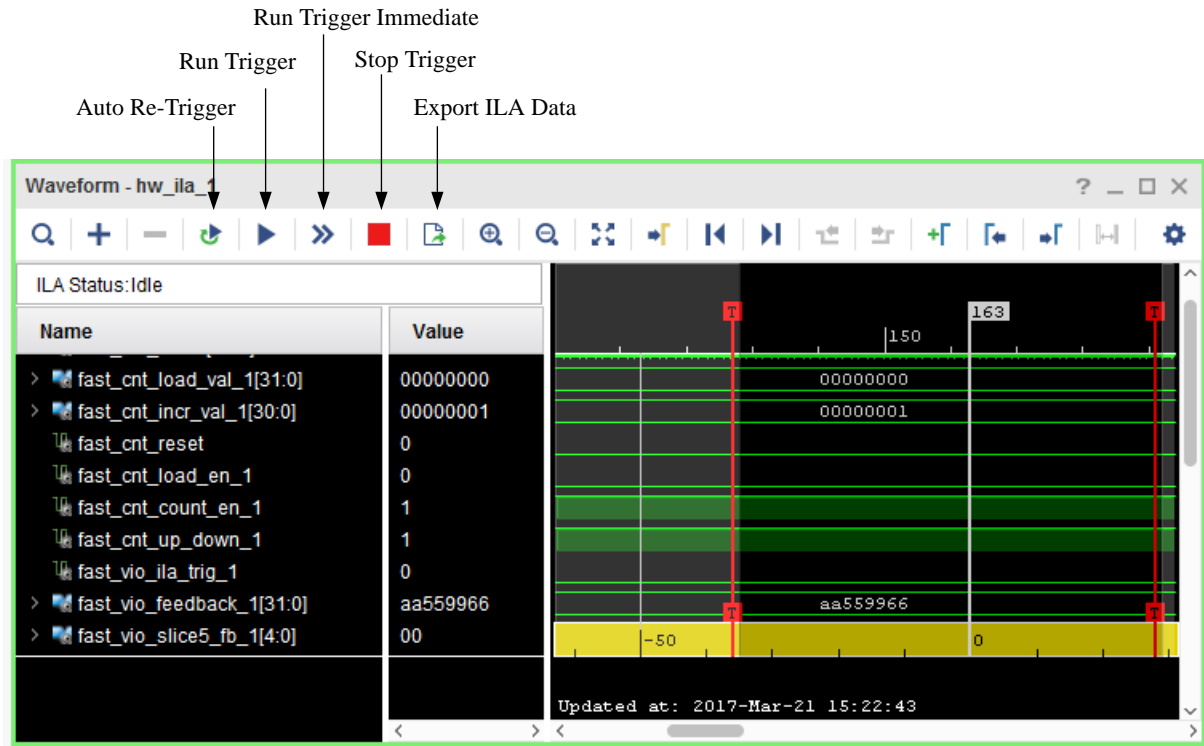 Run Trigger Immediate
Run Trigger
Stop Trigger
Auto Re-Trigger
Export ILA Data
Waveform - hw_ila_1
ILA Status:Idle
Name
Value
T
163
T
150
fast_cnt_load_val_1[31:0]
00000000
00000000
fast_cnt_incr_val_1[30:0]
00000001
00000001
fast_cnt_reset
0
fast_cnt_load_en_1
0
fast_cnt_count_en_1
1
fast_cnt_up_down_1
1
fast_vio_ila_trig_1
0
fast_vio_feedback_1[31:0]
aa559966
aa559966
T
T
fast_vio_slice5_fb_1[4:0]
00
-50
0
Updated at: 2017-Mar-21 15:22:43